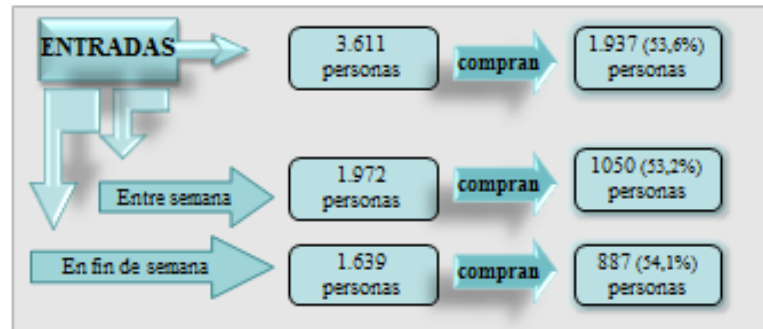 ENTRADAS
3.611
personas
compran
1.937 (53,6%)
personas
Entre semana
1.972
personas
compran
1050 (53,2%)
personas
En fin de semana
1.639
personas
compran
887 (54,1%)
personas